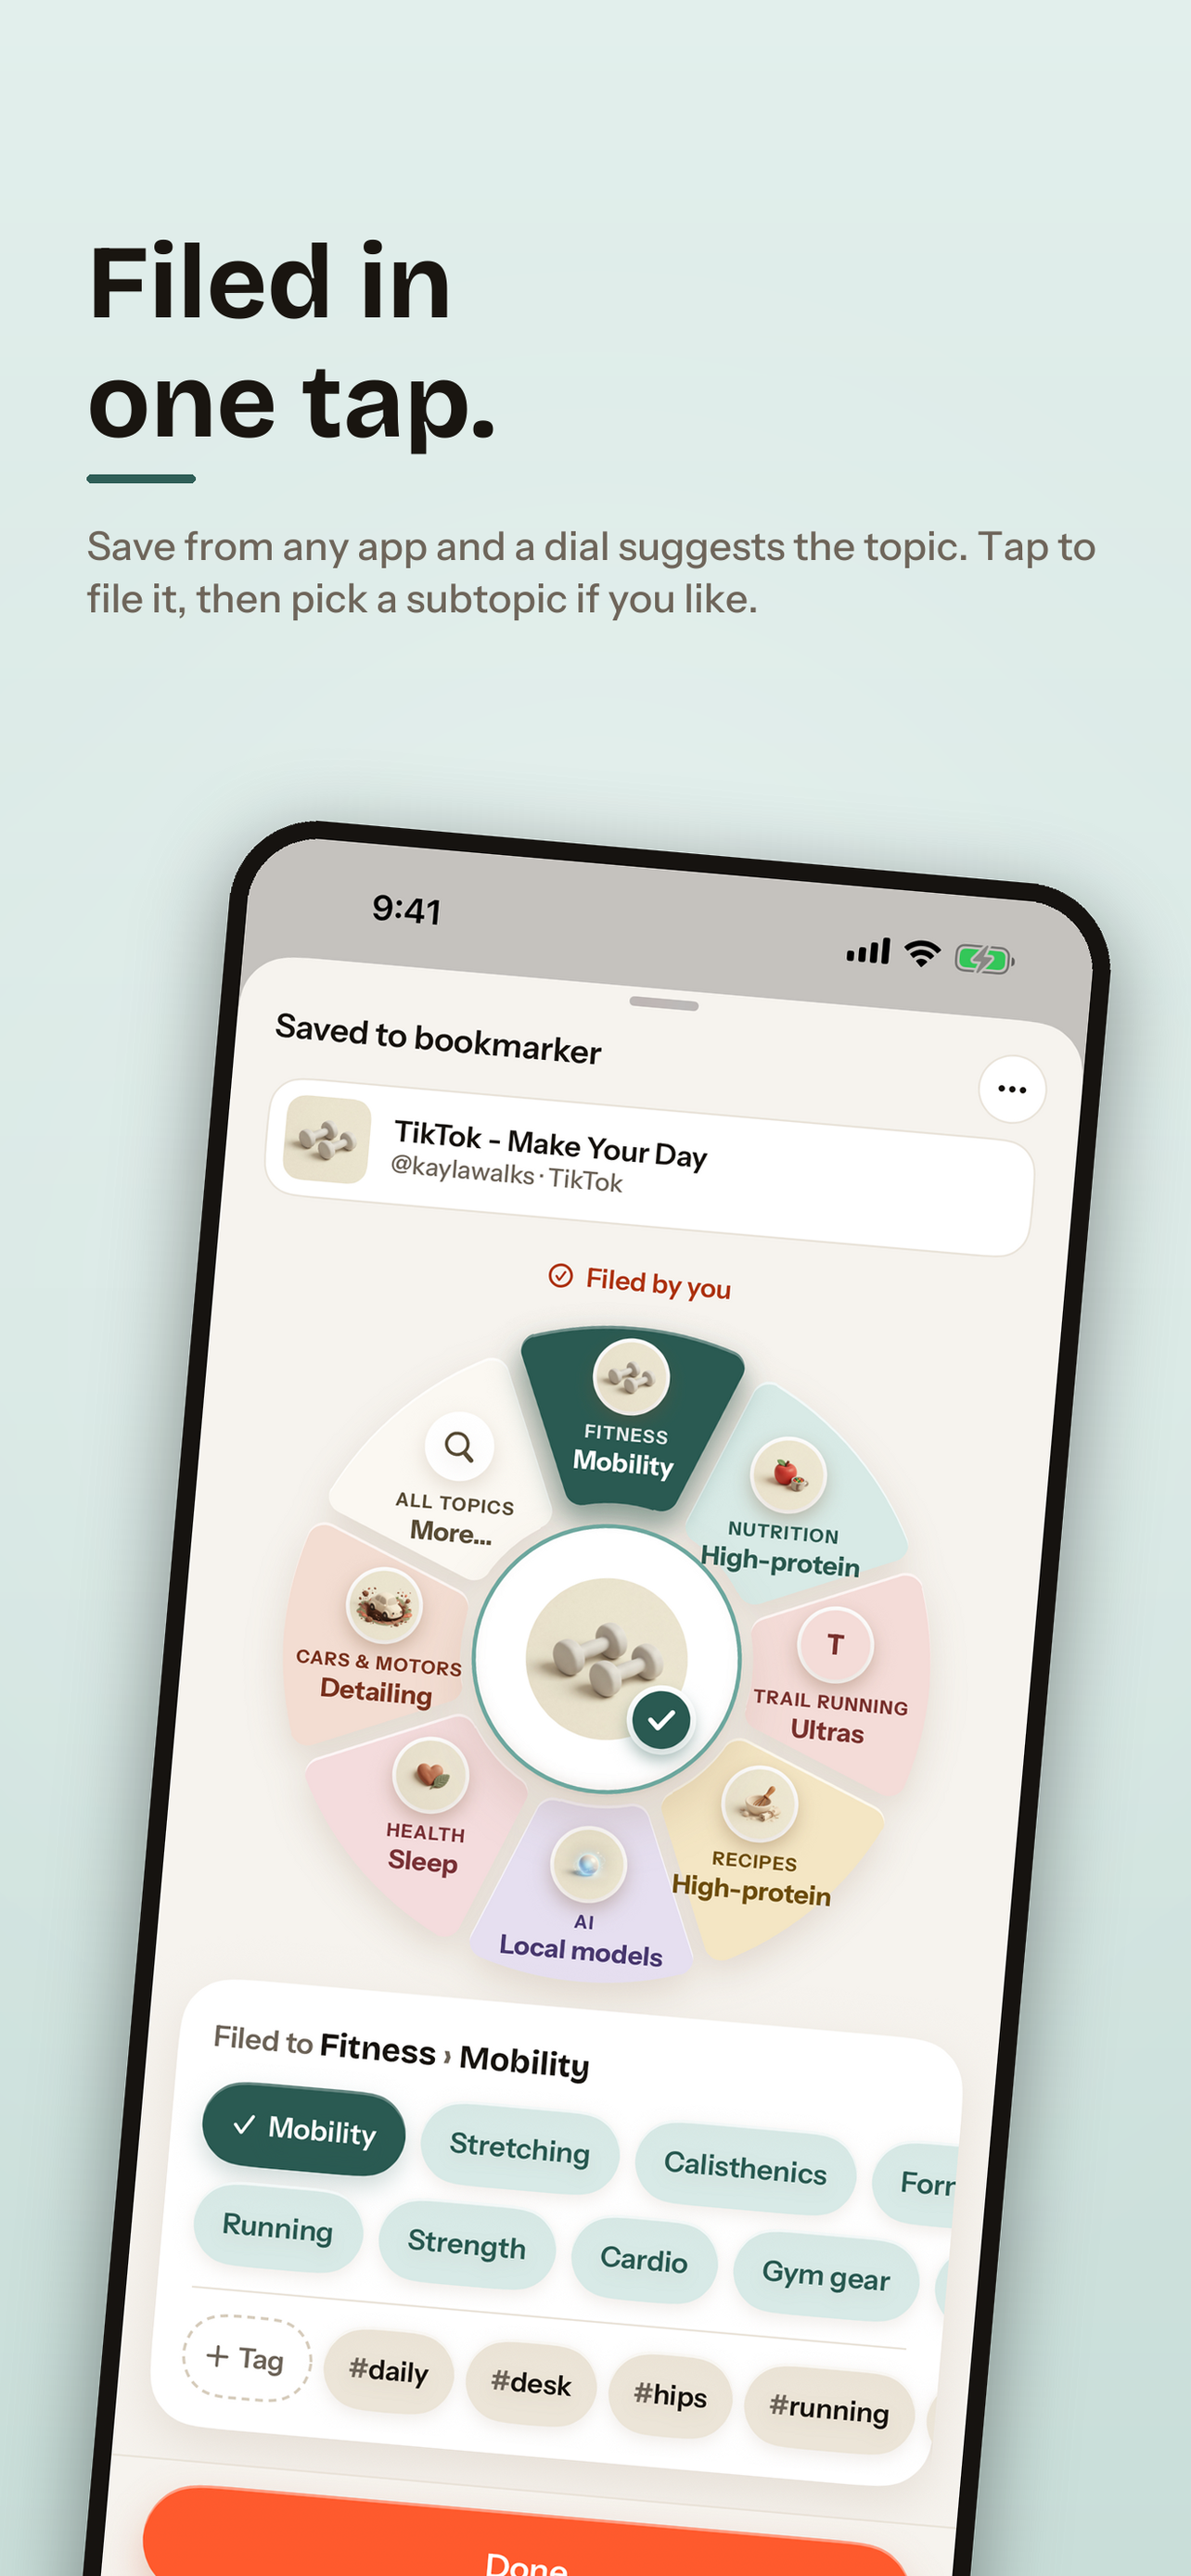 Filed in
one tap.
Save from any app and a dial suggests the topic. Tap to
file it, then pick a subtopic if you like.
9:41
Saved to bookmarker
TikTok - Make Your Day
@kaylawalks · TikTok
Filed by you
FITNESS
Mobility
NUTRITION
High-protein
T
TRAIL RUNNING
Ultras
RECIPES
High-protein
AI
Local models
HEALTH
Sleep
CARS & MOTORS
Detailing
ALL TOPICS
More...
Filed to Fitness › Mobility
Mobility Stretching Calisthenics
Running Strength Cardio Gym gear
+ Tag #daily #desk #hips #running
Done